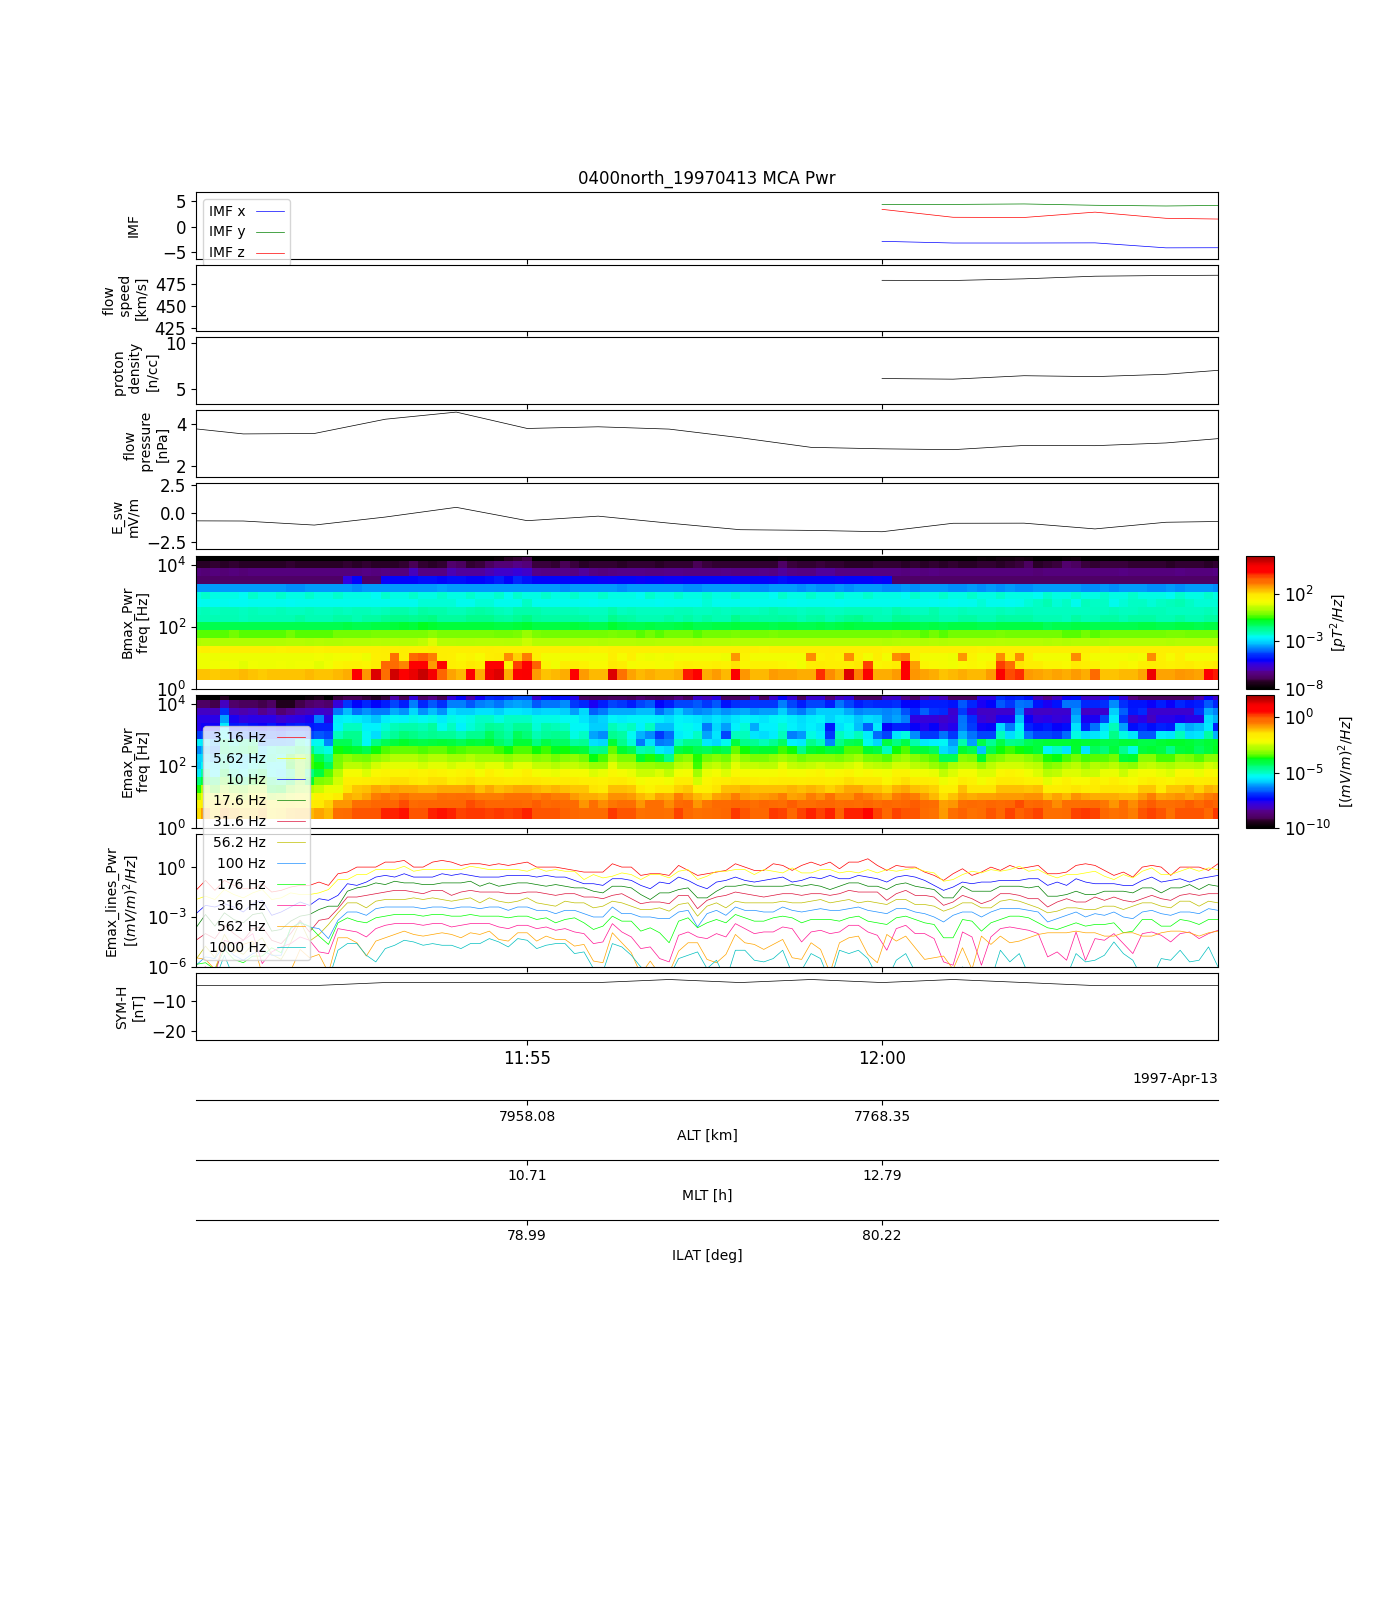 0400north_19970413 MCA Pwr
IMF
5
0
−5
IMF x
IMF y
IMF z
flow
speed
[km/s]
475
450
425
proton
density
[n/cc]
10
5
flow
pressure
[nPa]
4
2
E_sw
mV/m
2.5
0.0
−2.5
Bmax_Pwr
freq [Hz]
10^4
10^2
10^0
10^2
10^−3
10^−8
[pT^2/Hz]
Emax_Pwr
freq [Hz]
10^4
10^2
10^0
10^0
10^−5
10^−10
[(mV/m)^2/Hz]
3.16 Hz
5.62 Hz
10 Hz
17.6 Hz
31.6 Hz
56.2 Hz
100 Hz
176 Hz
316 Hz
562 Hz
1000 Hz
Emax_lines_Pwr
[(mV/m)^2/Hz]
10^0
10^−3
10^−6
SYM-H
[nT]
−10
−20
11:55 12:00
1997-Apr-13
7958.08 7768.35
ALT [km]
10.71 12.79
MLT [h]
78.99 80.22
ILAT [deg]